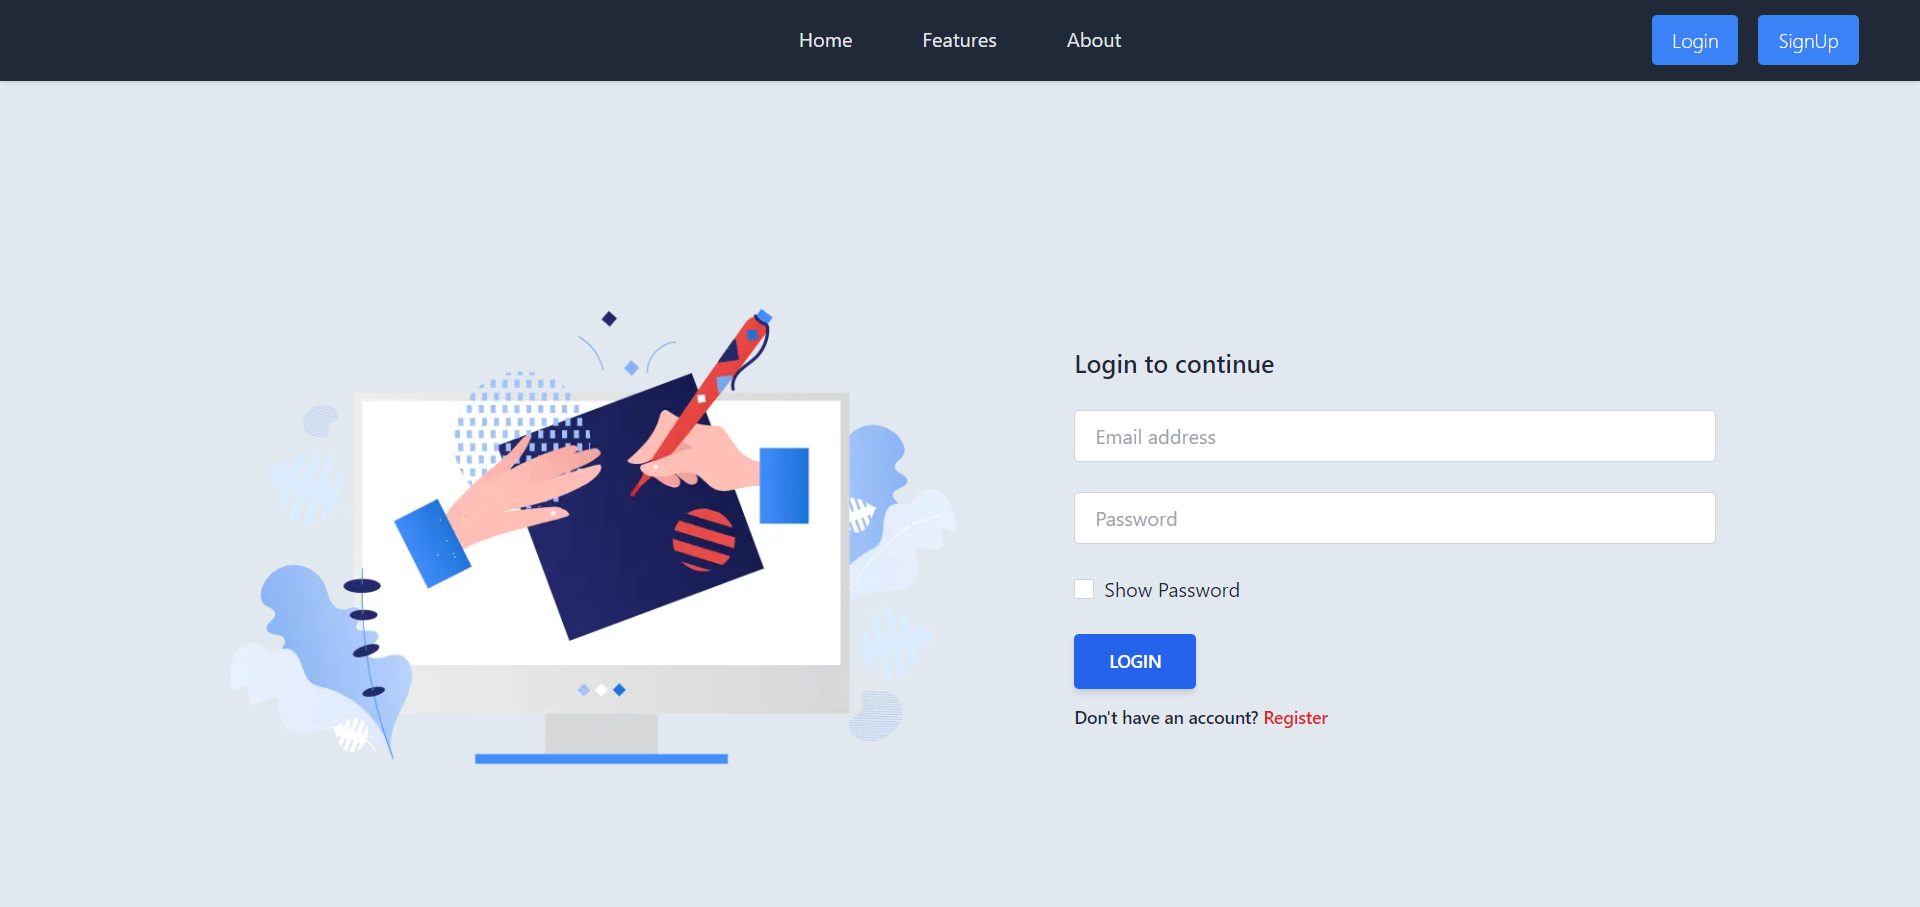 Home Features About Login SignUp
Login to continue
Email address
Password
Show Password
LOGIN
Don't have an account? Register